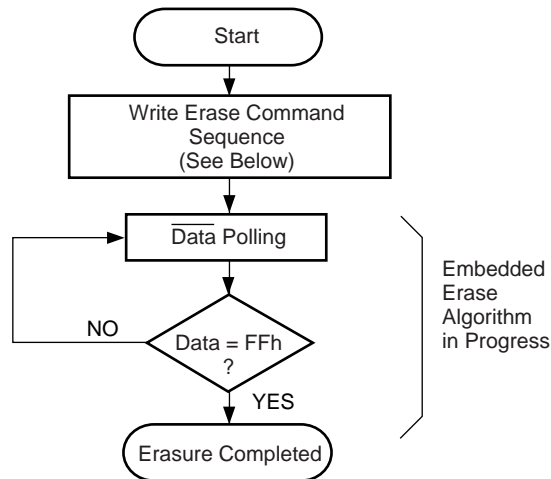 Start
Write Erase Command
Sequence
(See Below)
Data Polling
Embedded
Erase
Algorithm
in Progress
NO
Data = FFh
?
YES
Erasure Completed